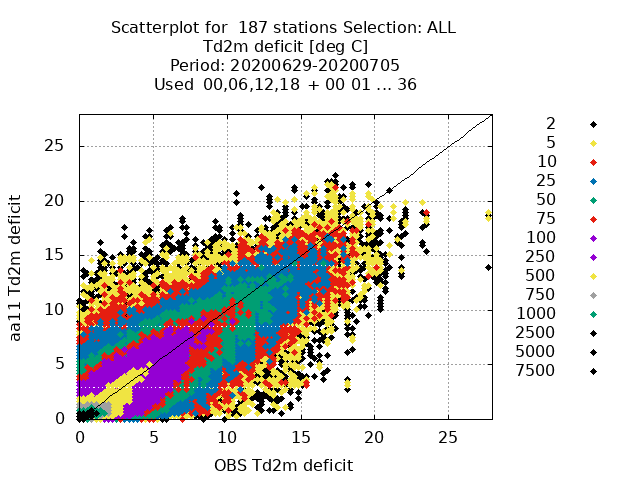 Scatterplot for  187 stations Selection: ALL
Td2m deficit [deg C]
Period: 20200629-20200705
Used  00,06,12,18 + 00 01 ... 36
aa11 Td2m deficit
25
20
15
10
5
0
0 5 10 15 20 25
OBS Td2m deficit
2
5
10
25
50
75
100
250
500
750
1000
2500
5000
7500